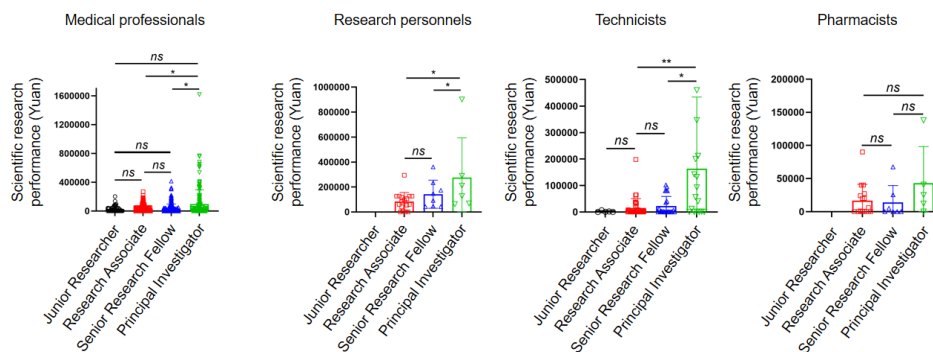 Medical professionals
Scientific research
performance (Yuan)
1600000
1200000
800000
400000
0
ns
*
*
ns
ns
ns
Junior Researcher
Research Associate
Senior Research Fellow
Principal Investigator
Research personnels
Scientific research
performance (Yuan)
1000000
800000
600000
400000
200000
0
*
*
ns
Junior Researcher
Research Associate
Senior Research Fellow
Principal Investigator
Technicists
Scientific research
performance (Yuan)
500000
400000
300000
200000
100000
0
**
*
ns
ns
Junior Researcher
Research Associate
Senior Research Fellow
Principal Investigator
Pharmacists
Scientific research
performance (Yuan)
200000
150000
100000
50000
0
ns
ns
ns
Junior Researcher
Research Associate
Senior Research Fellow
Principal Investigator